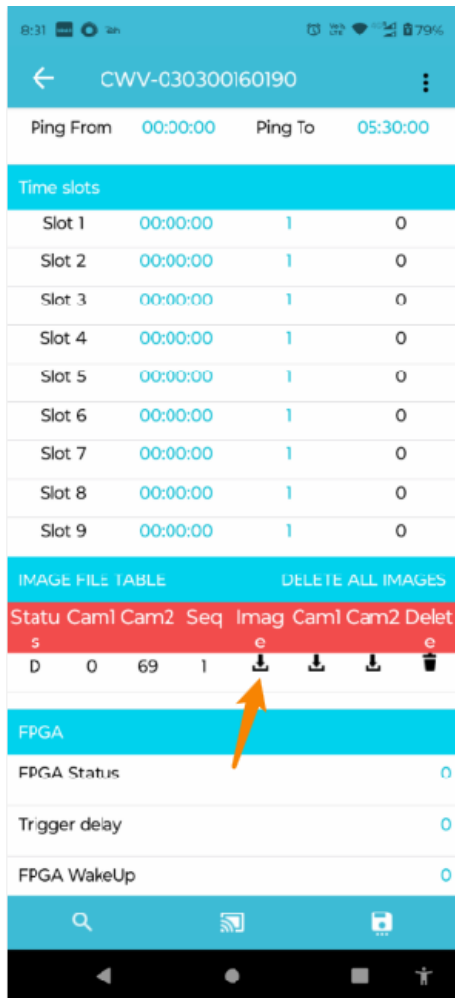 8:31 79%
CWV-030300160190
Ping From 00:00:00 Ping To 05:30:00
Time slots
Slot 1 00:00:00 1 0
Slot 2 00:00:00 1 0
Slot 3 00:00:00 1 0
Slot 4 00:00:00 1 0
Slot 5 00:00:00 1 0
Slot 6 00:00:00 1 0
Slot 7 00:00:00 1 0
Slot 8 00:00:00 1 0
Slot 9 00:00:00 1 0
IMAGE FILE TABLE DELETE ALL IMAGES
Statu Cam1 Cam2 Seq Imag Cam1 Cam2 Delet
s e e
D 0 69 1
FPGA
FPGA Status 0
Trigger delay 0
FPGA WakeUp 0